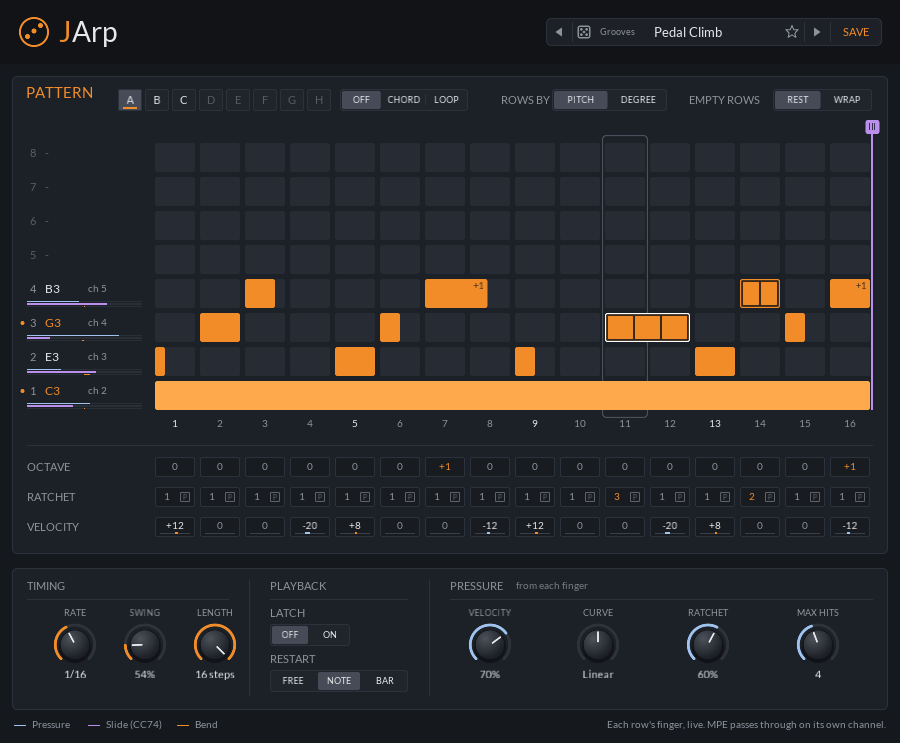 JArp
Grooves Pedal Climb SAVE
PATTERN A B C D E F G H OFF CHORD LOOP ROWS BY PITCH DEGREE EMPTY ROWS REST WRAP
8 -
7 -
6 -
5 -
4 B3 ch 5 +1 +1
3 G3 ch 4
2 E3 ch 3
1 C3 ch 2
1 2 3 4 5 6 7 8 9 10 11 12 13 14 15 16
OCTAVE 0 0 0 0 0 0 +1 0 0 0 0 0 0 0 0 +1
RATCHET 1 P 1 P 1 P 1 P 1 P 1 P 1 P 1 P 1 P 1 P 3 P 1 P 1 P 2 P 1 P 1 P
VELOCITY +12 0 0 -20 +8 0 0 -12 +12 0 0 -20 +8 0 0 -12
TIMING PLAYBACK PRESSURE from each finger
RATE SWING LENGTH LATCH VELOCITY CURVE RATCHET MAX HITS
OFF ON
RESTART
1/16 54% 16 steps FREE NOTE BAR 70% Linear 60% 4
Pressure Slide (CC74) Bend Each row's finger, live. MPE passes through on its own channel.